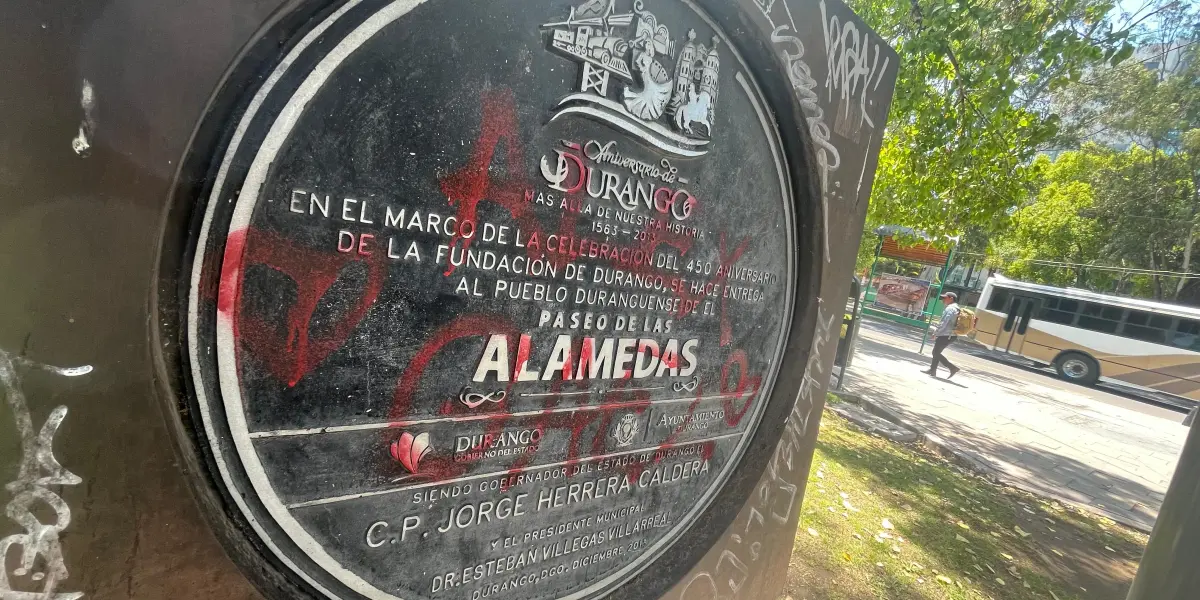 Aniversario de
DURANGO
MAS ALLA DE NUESTRA HISTORIA
1563 – 2013
EN EL MARCO DE LA CELEBRACIÓN DEL 450 ANIVERSARIO
DE LA FUNDACIÓN DE DURANGO, SE HACE ENTREGA
AL PUEBLO DURANGUENSE DE EL
PASEO DE LAS
ALAMEDAS
DURANGO
GOBIERNO DEL ESTADO
AYUNTAMIENTO
DURANGO
SIENDO GOBERNADOR DEL ESTADO DE DURANGO EL
C.P. JORGE HERRERA CALDERA
Y EL PRESIDENTE MUNICIPAL
DR. ESTEBAN VILLEGAS VILLARREAL
DURANGO, DGO. DICIEMBRE, 2013